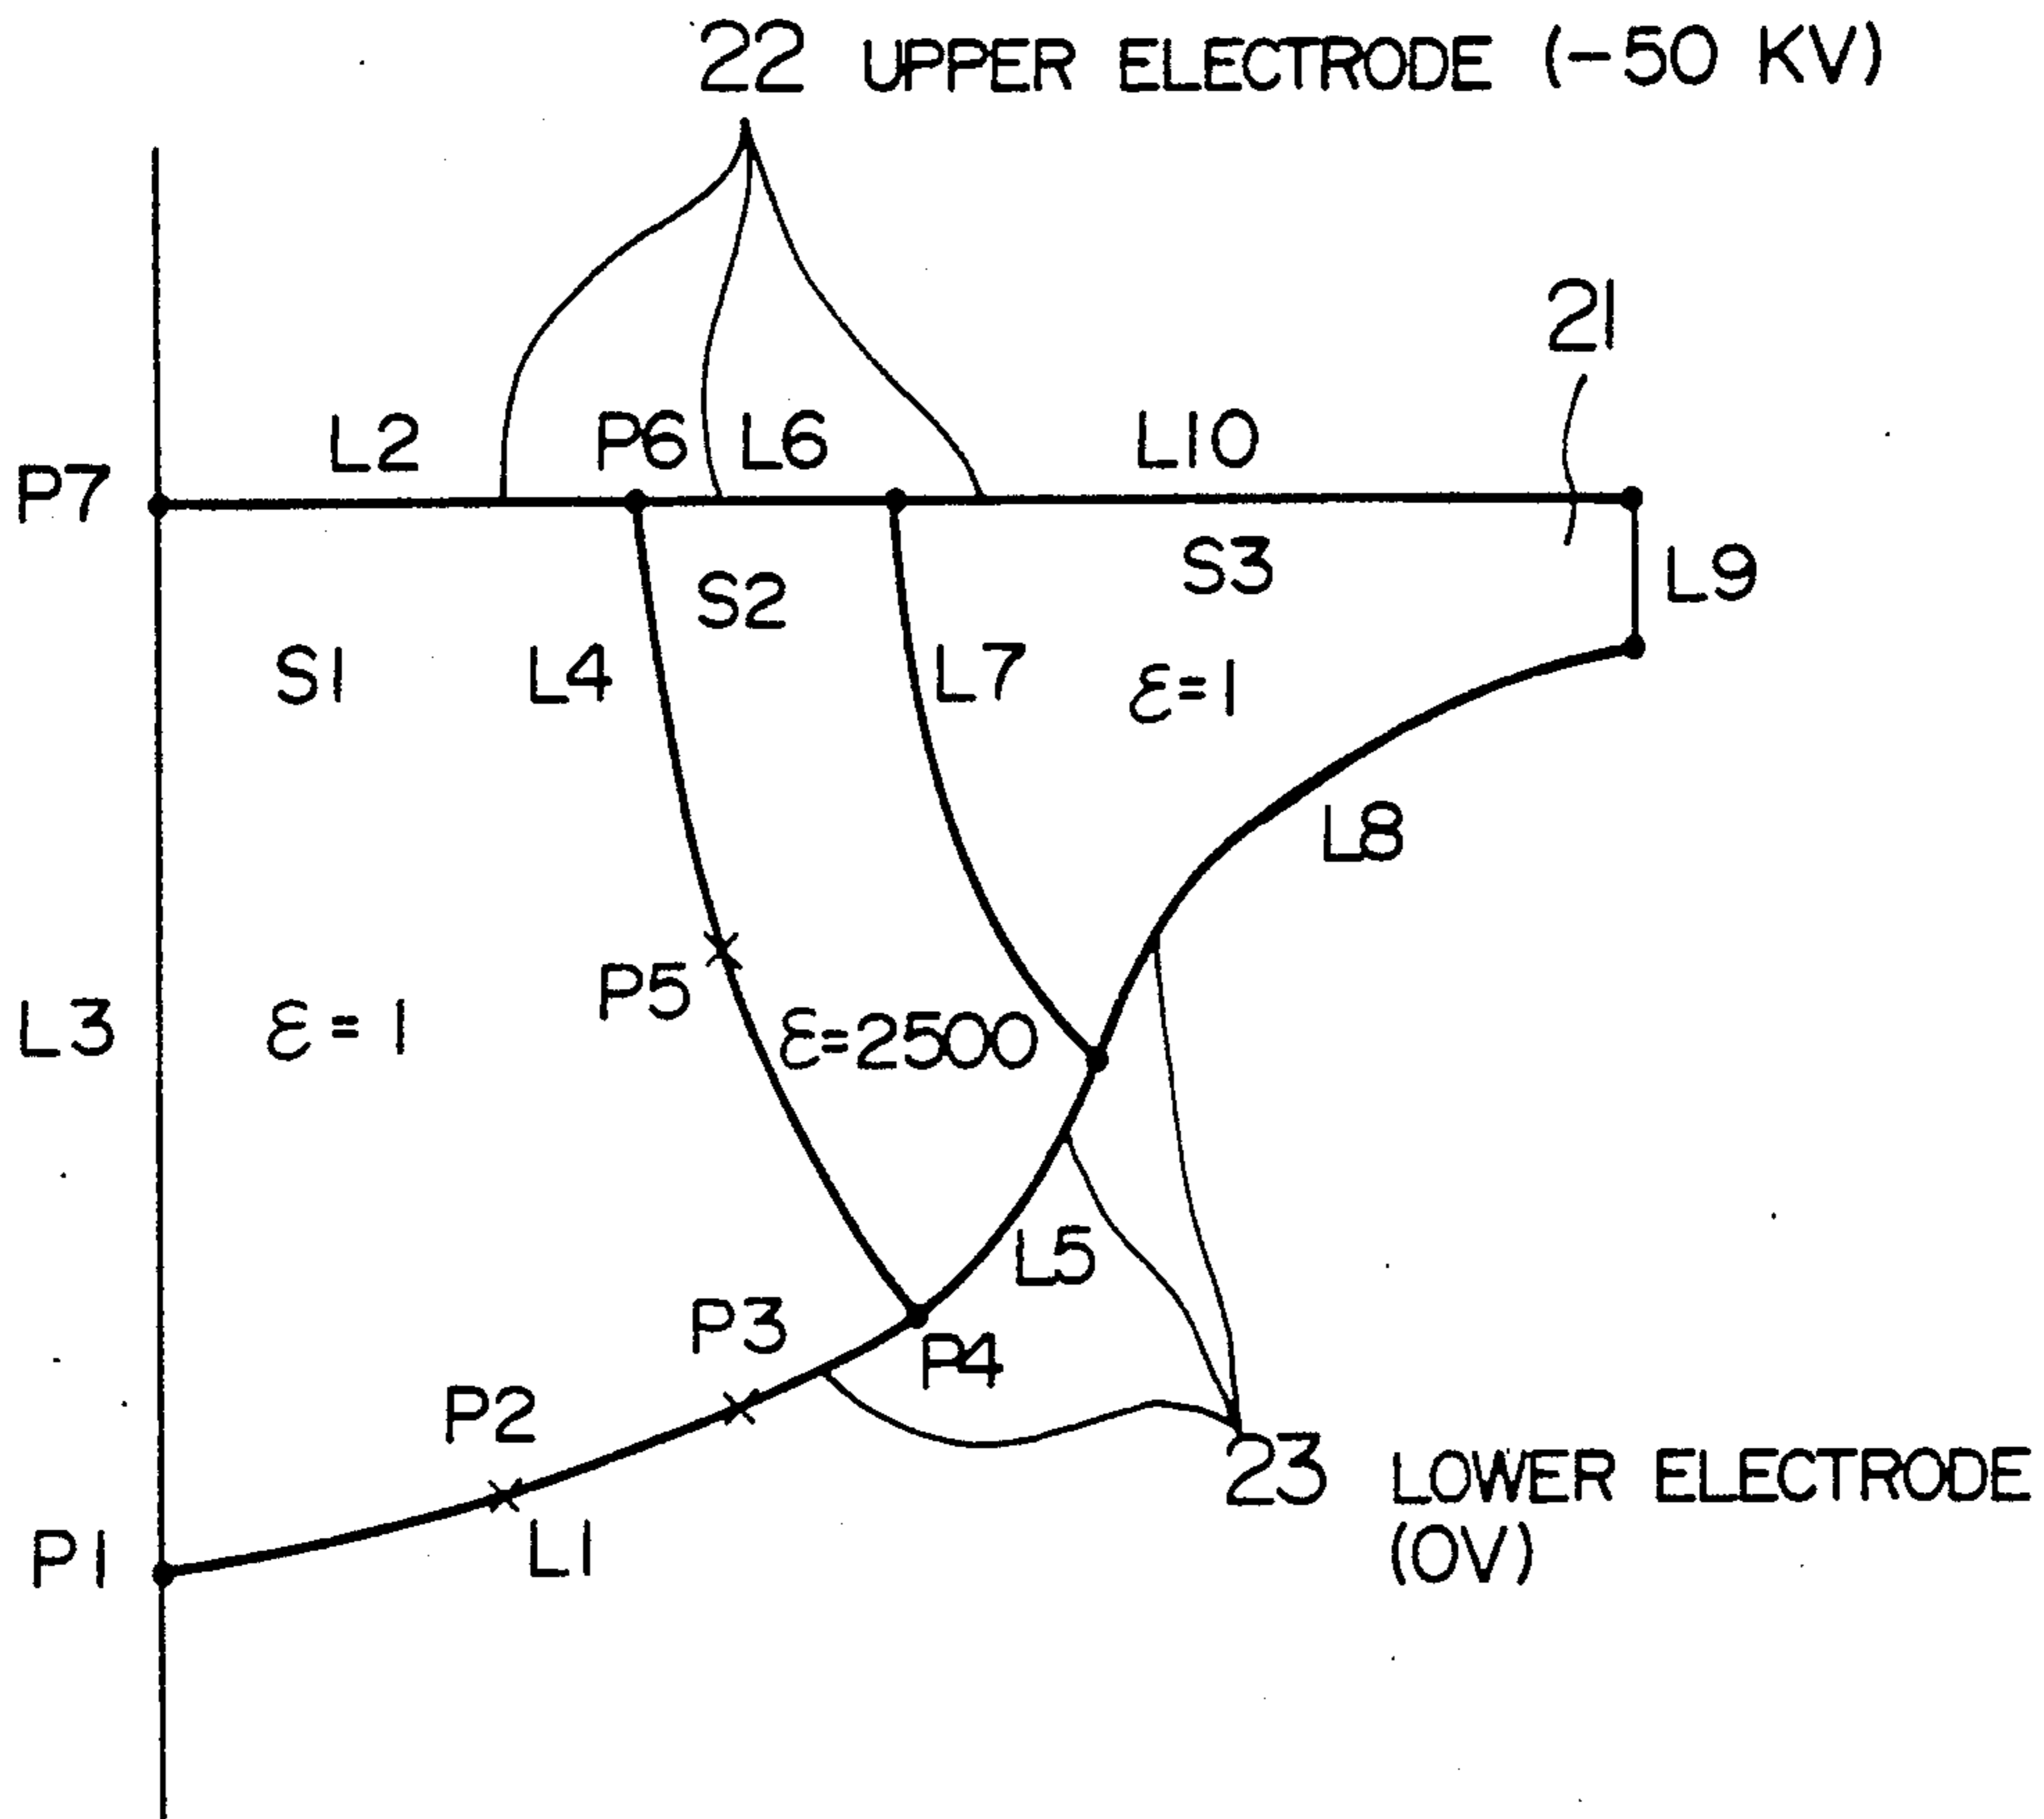 22 UPPER ELECTRODE (-50 KV)
21
L2
P6
L6
L10
P7
S3
L9
S2
S1
L4
L7
ε=1
L8
P5
L3
ε=1
ε=2500
L5
P3
P4
P2
23 LOWER ELECTRODE
(0V)
P1
L1